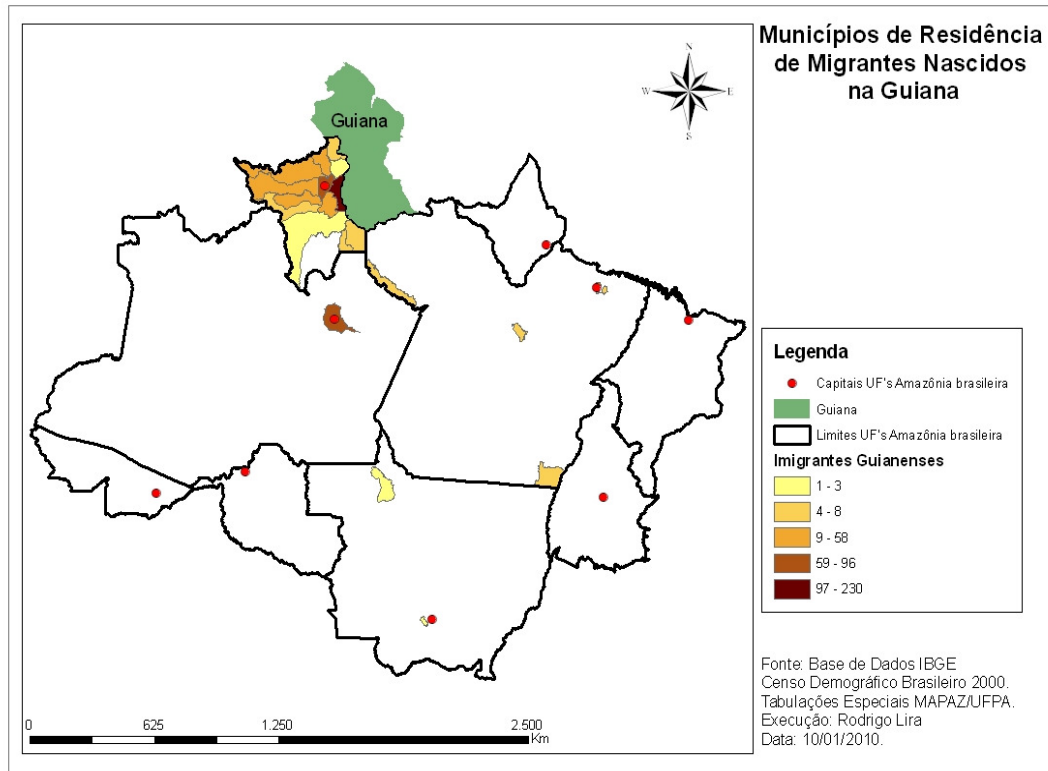 Municípios de Residência
de Migrantes Nascidos
na Guiana
N
W
E
S
Guiana
Legenda
Capitais UF's Amazônia brasileira
Guiana
Limites UF's Amazônia brasileira
Imigrantes Guianenses
1 - 3
4 - 8
9 - 58
59 - 96
97 - 230
Fonte: Base de Dados IBGE
Censo Demográfico Brasileiro 2000.
Tabulações Especiais MAPAZ/UFPA.
Execução: Rodrigo Lira
Data: 10/01/2010.
0 625 1.250 2.500
Km